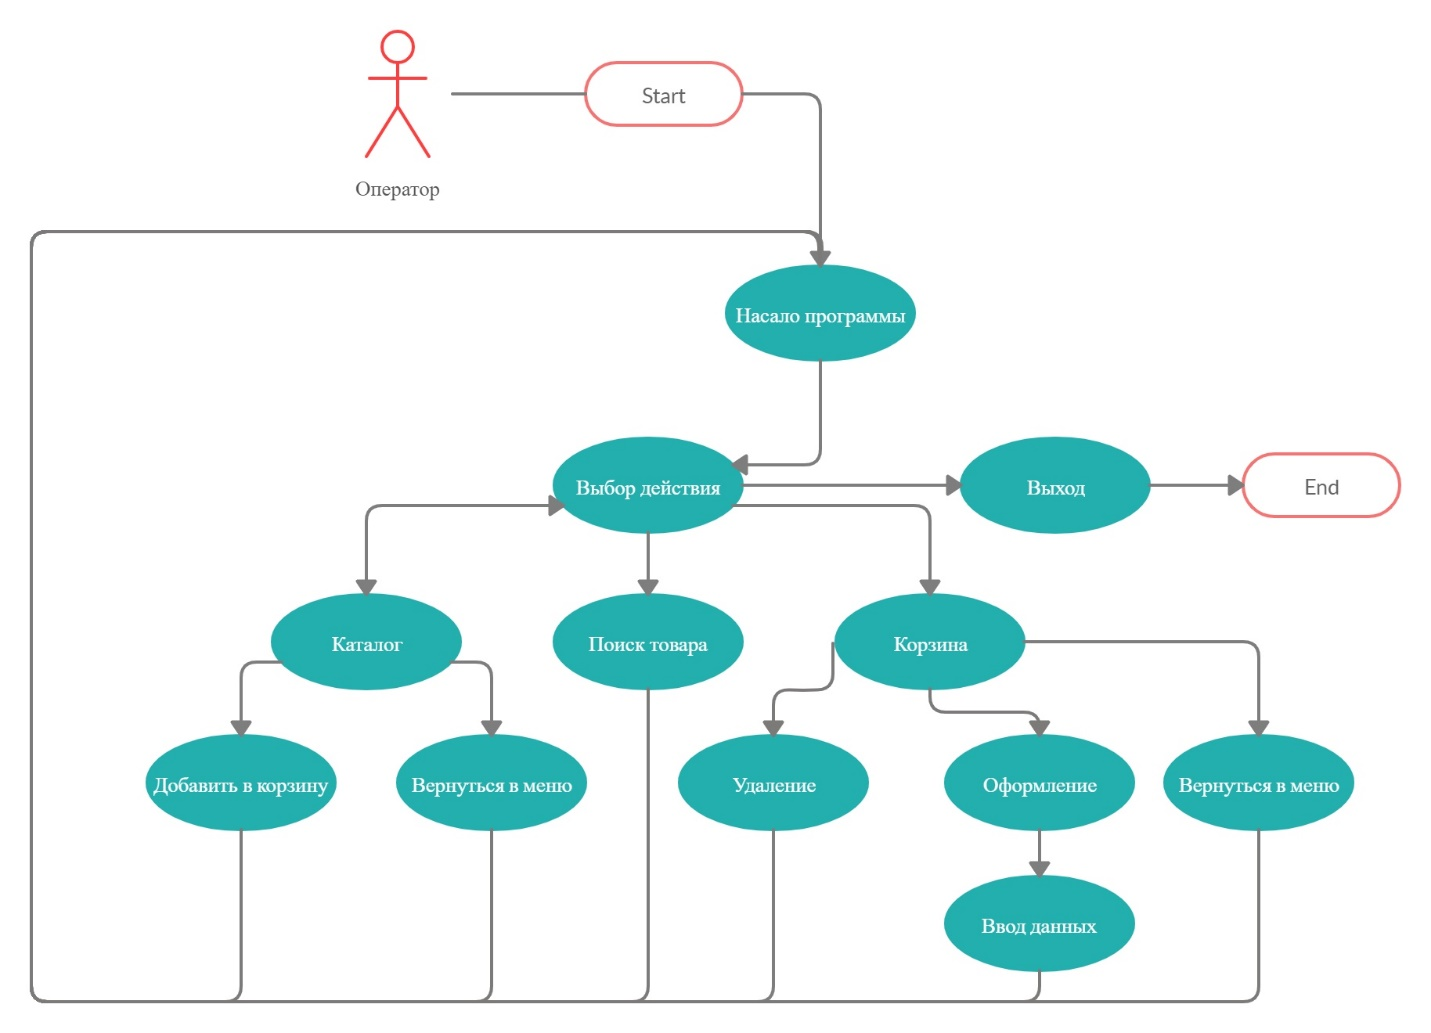 Start
Оператор
Насало программы
Выбор действия
Выход
End
Каталог
Поиск товара
Корзина
Добавить в корзину
Вернуться в меню
Удаление
Оформление
Вернуться в меню
Ввод данных